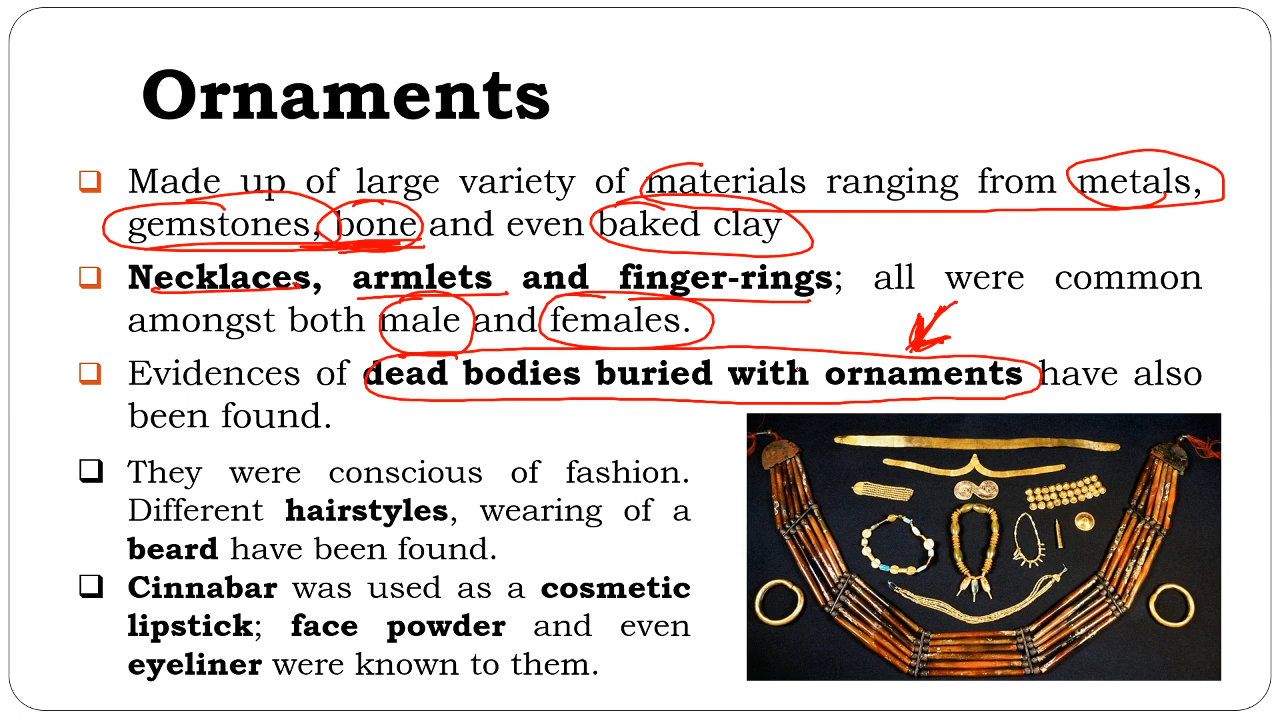 Ornaments
Made up of large variety of materials ranging from metals,
gemstones, bone and even baked clay
Necklaces, armlets and finger-rings; all were common
amongst both male and females.
Evidences of dead bodies buried with ornaments have also
been found.
They were conscious of fashion.
Different hairstyles, wearing of a
beard have been found.
Cinnabar was used as a cosmetic
lipstick; face powder and even
eyeliner were known to them.